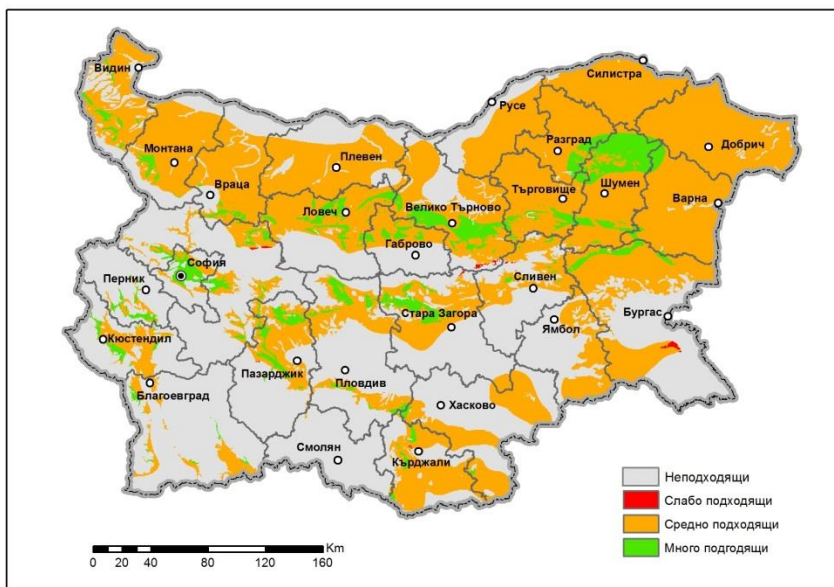 Видин
Силистра
Русе
Монтана
Плевен
Разград
Добрич
Враца
Търговище
Шумен
Варна
Ловеч
Велико Търново
Габрово
София
Перник
Сливен
Стара Загора
Ямбол
Бургас
Кюстендил
Пазарджик
Пловдив
Благоевград
Хасково
Смолян
Кърджали
Неподходящи
Слабо подходящи
Средно подходящи
Много подгодящи
Km
0 10 20 40 60 80 120 160